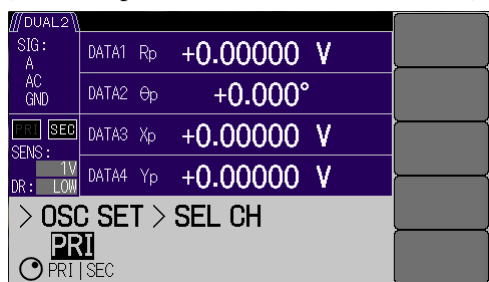 DUAL2
SIG:
A
AC
GND
DATA1 Rp +0.00000 V
DATA2 θp +0.000°
PRI SEC
DATA3 Xp +0.00000 V
SENS:
1V
DATA4 Yp +0.00000 V
DR: LOW
> OSC SET > SEL CH
PRI
PRI | SEC